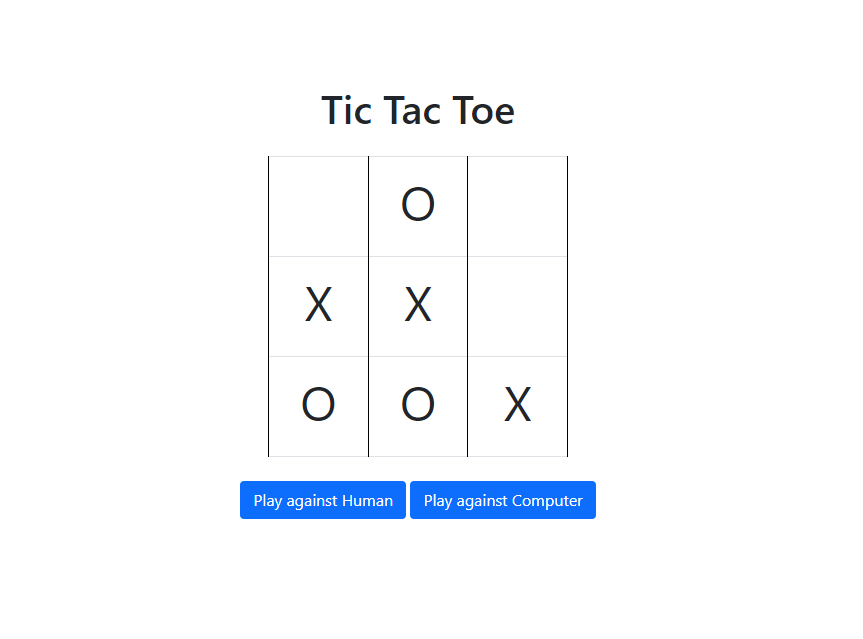 Tic Tac Toe
O
X X
O O X
Play against Human Play against Computer